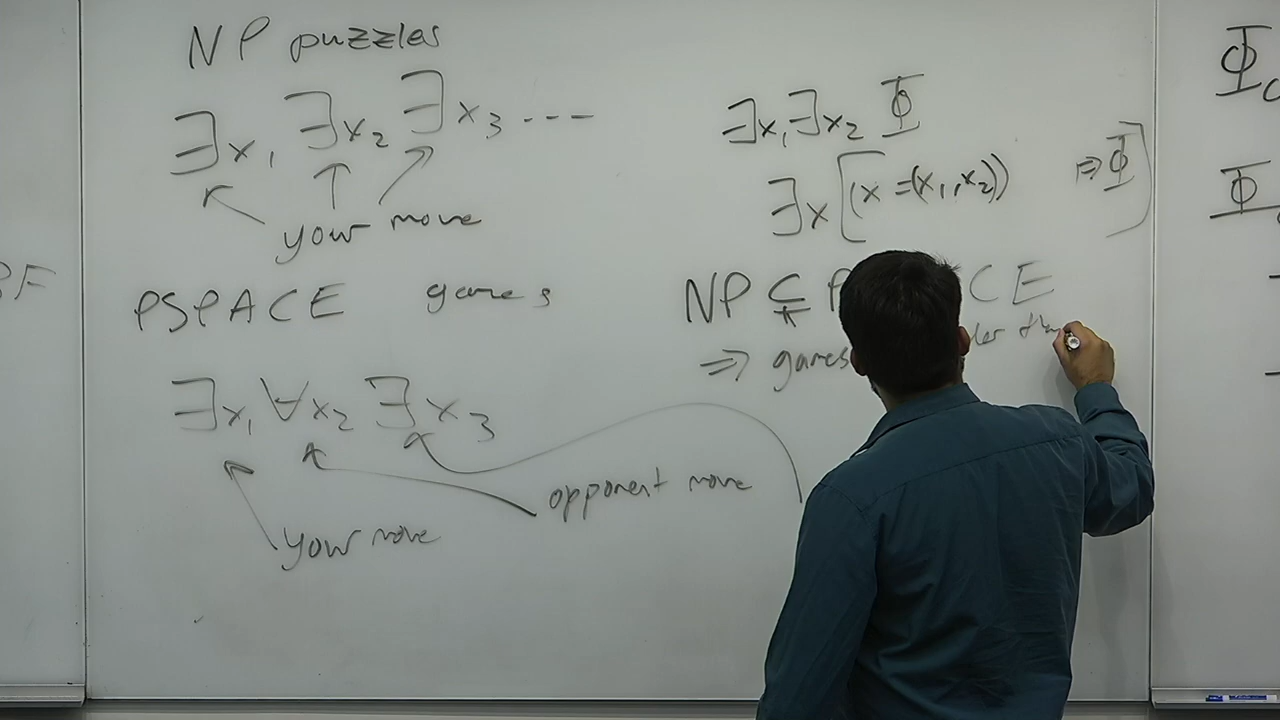 NP puzzles
∃x₁ ∃x₂ ∃x₃ ---
your move
PSPACE games
∃x₁ ∀x₂ ∃x₃
opponent move
your move
∃x₁ ∃x₂ Φ
∃x [(x = (x₁, x₂)) ⇒ Φ]
NP ⊆ P CE
⇒ games
Φ
Φ